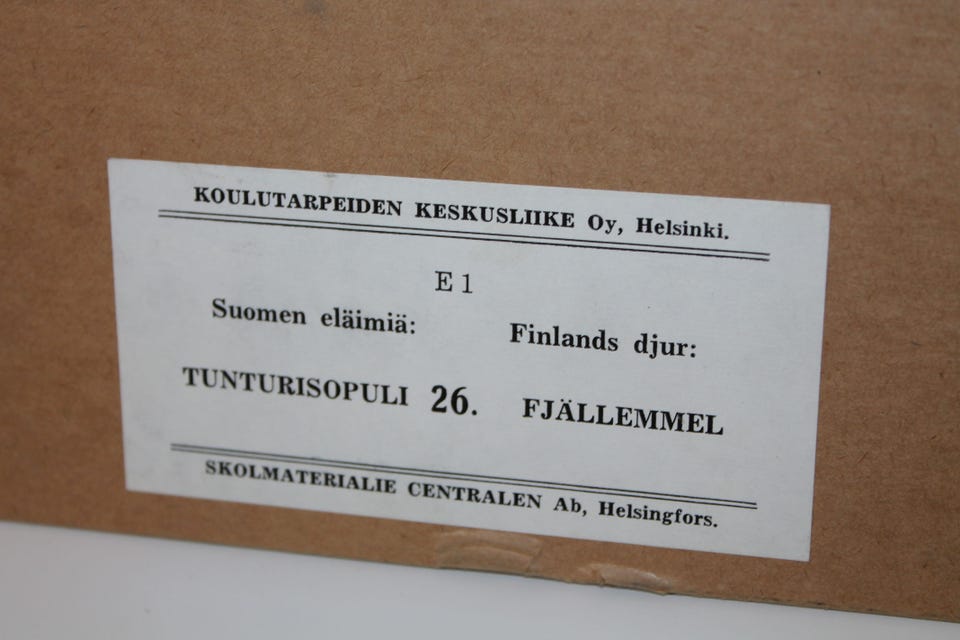 KOULUTARPEIDEN KESKUSLIIKE Oy, Helsinki.
E 1
Suomen eläimiä: Finlands djur:
TUNTURISOPULI 26. FJÄLLEMMEL
SKOLMATERIALIE CENTRALEN Ab, Helsingfors.